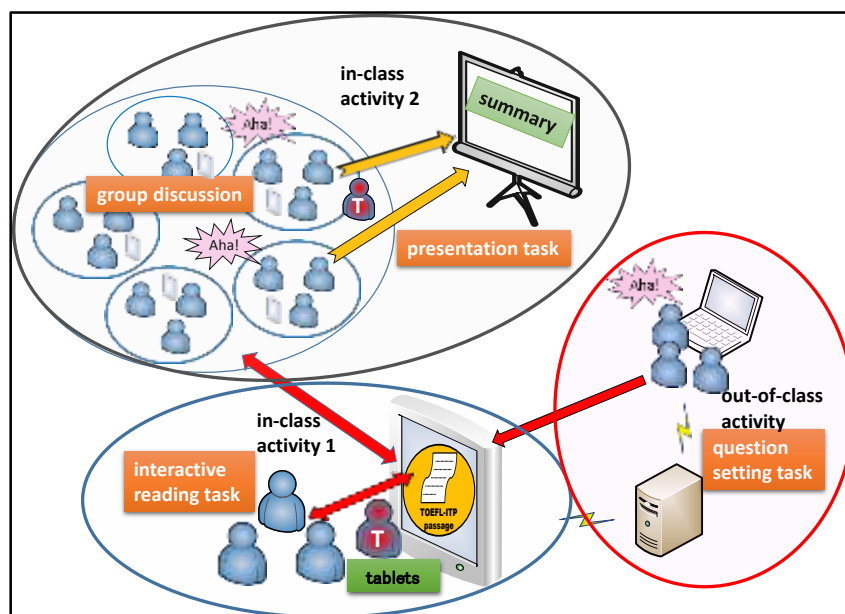 in-class
activity 2
summary
Aha!
group discussion
T
Aha!
presentation task
Aha!
out-of-class
activity
question
setting task
in-class
activity 1
interactive
reading task
TOEFL-ITP
passage
T
tablets